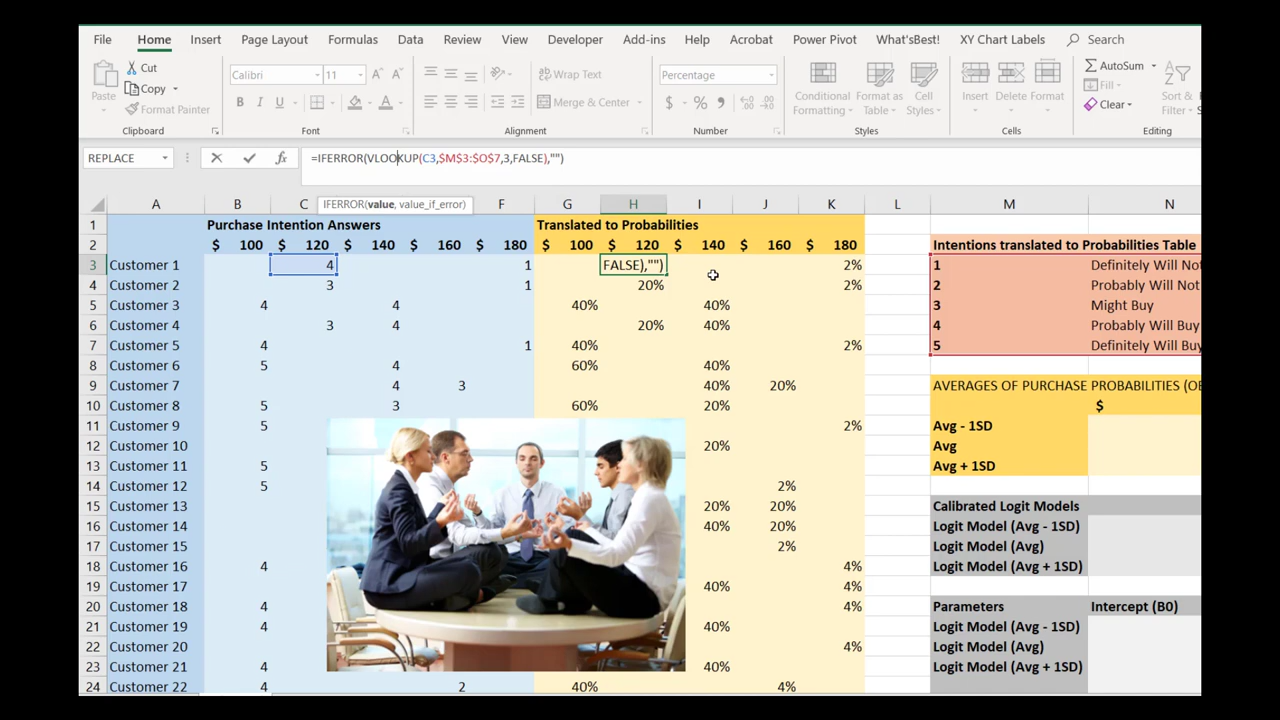 File Home Insert Page Layout Formulas Data Review View Developer Add-ins Help Acrobat Power Pivot What'sBest! XY Chart Labels Search
Paste Cut Copy Format Painter
Clipboard
Calibri 11
B I U
Font
Wrap Text
Merge & Center
Alignment
Percentage
$ % ,
Number
Conditional Formatting Format as Table Cell Styles
Styles
Insert Delete Format
Cells
AutoSum
Fill
Clear
Sort & Filter
Editing
REPLACE fx =IFERROR(VLOOKUP(C3,$M$3:$O$7,3,FALSE),"")
IFERROR(value, value_if_error)
A B C F G H I J K L M N
1 Purchase Intention Answers Translated to Probabilities
2 $ 100 $ 120 $ 140 $ 160 $ 180 $ 100 $ 120 $ 140 $ 160 $ 180 Intentions translated to Probabilities Table
3 Customer 1 4 1 FALSE),"") 2% 1 Definitely Will Not
4 Customer 2 3 1 20% 2% 2 Probably Will Not
5 Customer 3 4 4 40% 40% 3 Might Buy
6 Customer 4 3 4 20% 40% 4 Probably Will Buy
7 Customer 5 4 1 40% 2% 5 Definitely Will Buy
8 Customer 6 5 4 60% 40%
9 Customer 7 4 3 40% 20% AVERAGES OF PURCHASE PROBABILITIES
10 Customer 8 5 3 60% 20% $
11 Customer 9 5 2% Avg - 1SD
12 Customer 10 20% Avg
13 Customer 11 5 Avg + 1SD
14 Customer 12 5 2%
15 Customer 13 20% 20% Calibrated Logit Models
16 Customer 14 40% 20% Logit Model (Avg - 1SD)
17 Customer 15 2% Logit Model (Avg)
18 Customer 16 4 4% Logit Model (Avg + 1SD)
19 Customer 17 40% 4%
20 Customer 18 4 4% Parameters Intercept (B0)
21 Customer 19 4 40% Logit Model (Avg - 1SD)
22 Customer 20 4% Logit Model (Avg)
23 Customer 21 4 40% Logit Model (Avg + 1SD)
24 Customer 22 4 2 40% 4%